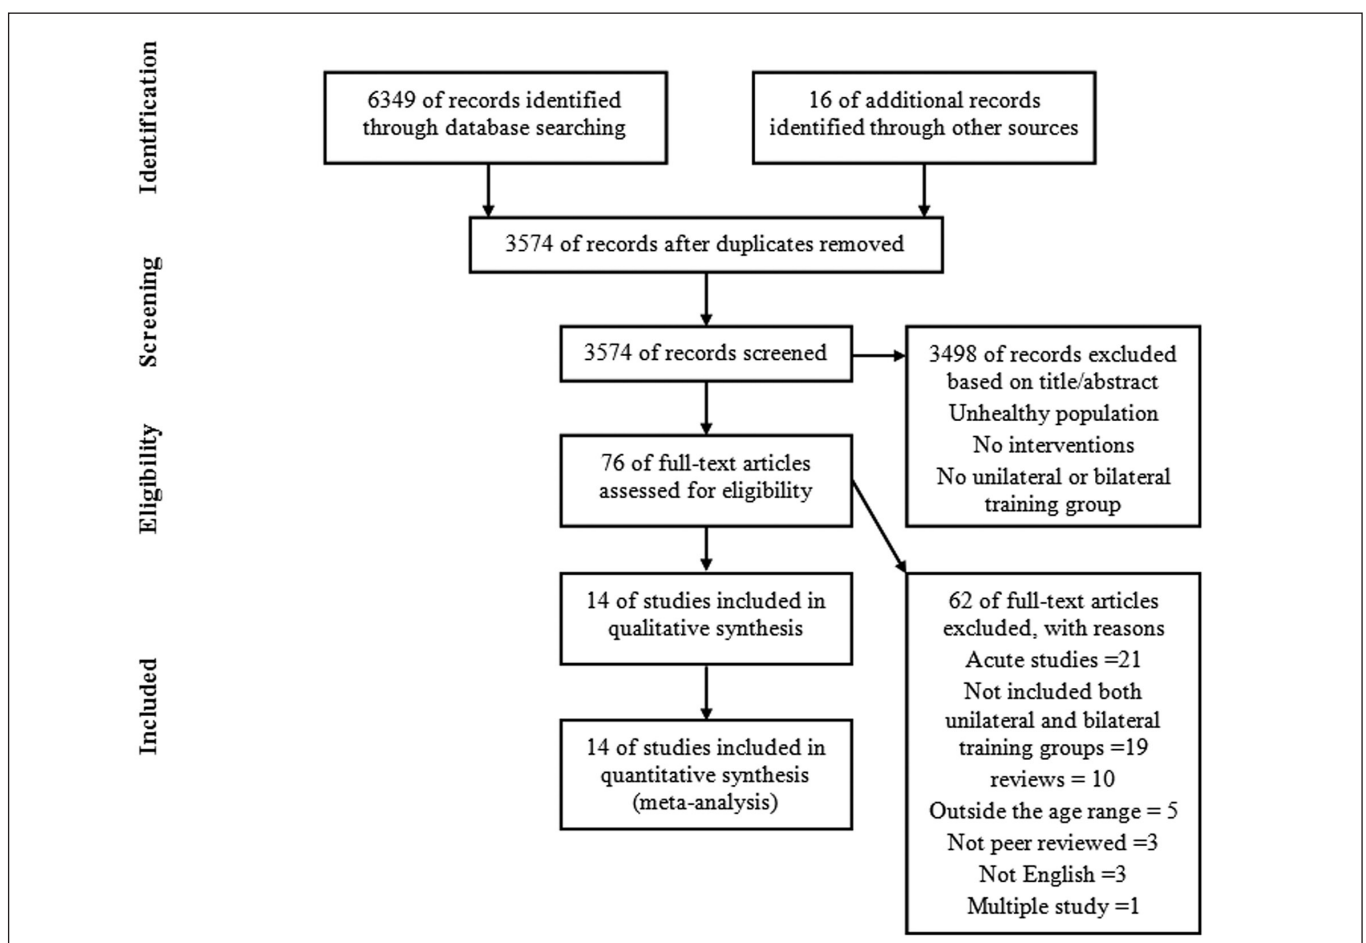 Identification
6349 of records identified
through database searching
16 of additional records
identified through other sources
3574 of records after duplicates removed
Screening
3574 of records screened
3498 of records excluded
based on title/abstract
Unhealthy population
No interventions
No unilateral or bilateral
training group
Eligibility
76 of full-text articles
assessed for eligibility
62 of full-text articles
excluded, with reasons
Acute studies =21
Not included both
unilateral and bilateral
training groups =19
reviews = 10
Outside the age range = 5
Not peer reviewed =3
Not English =3
Multiple study =1
Included
14 of studies included in
qualitative synthesis
14 of studies included in
quantitative synthesis
(meta-analysis)